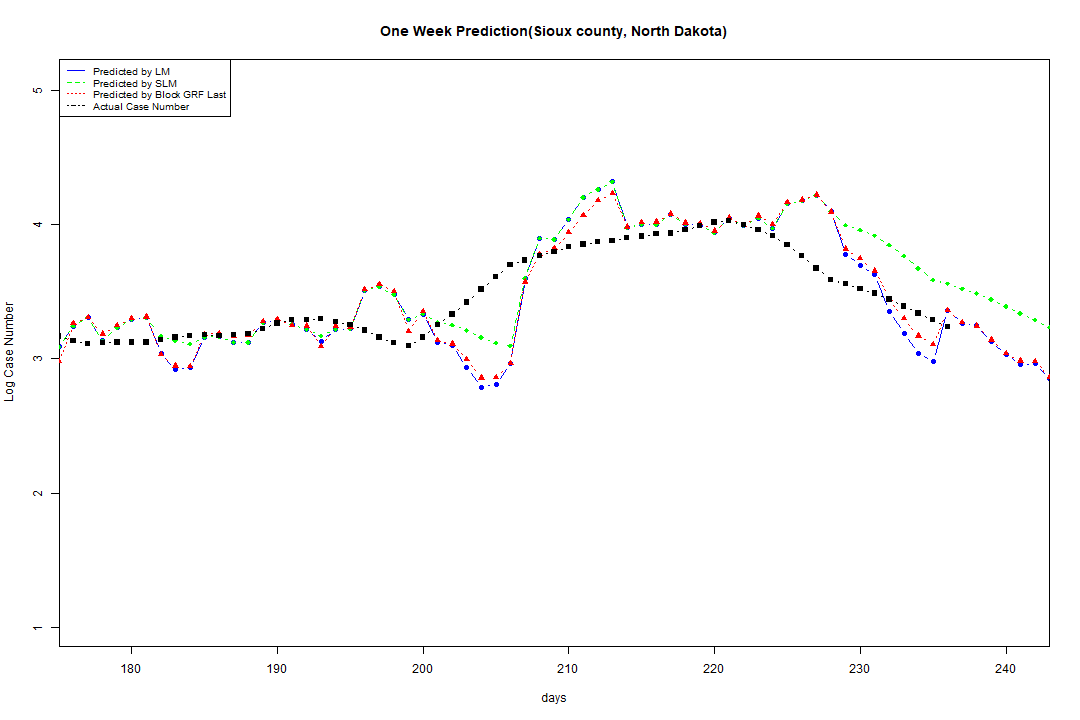 One Week Prediction(Sioux county, North Dakota)
Predicted by LM
Predicted by SLM
Predicted by Block GRF Last
Actual Case Number
5
4
3
2
1
Log Case Number
180 190 200 210 220 230 240
days